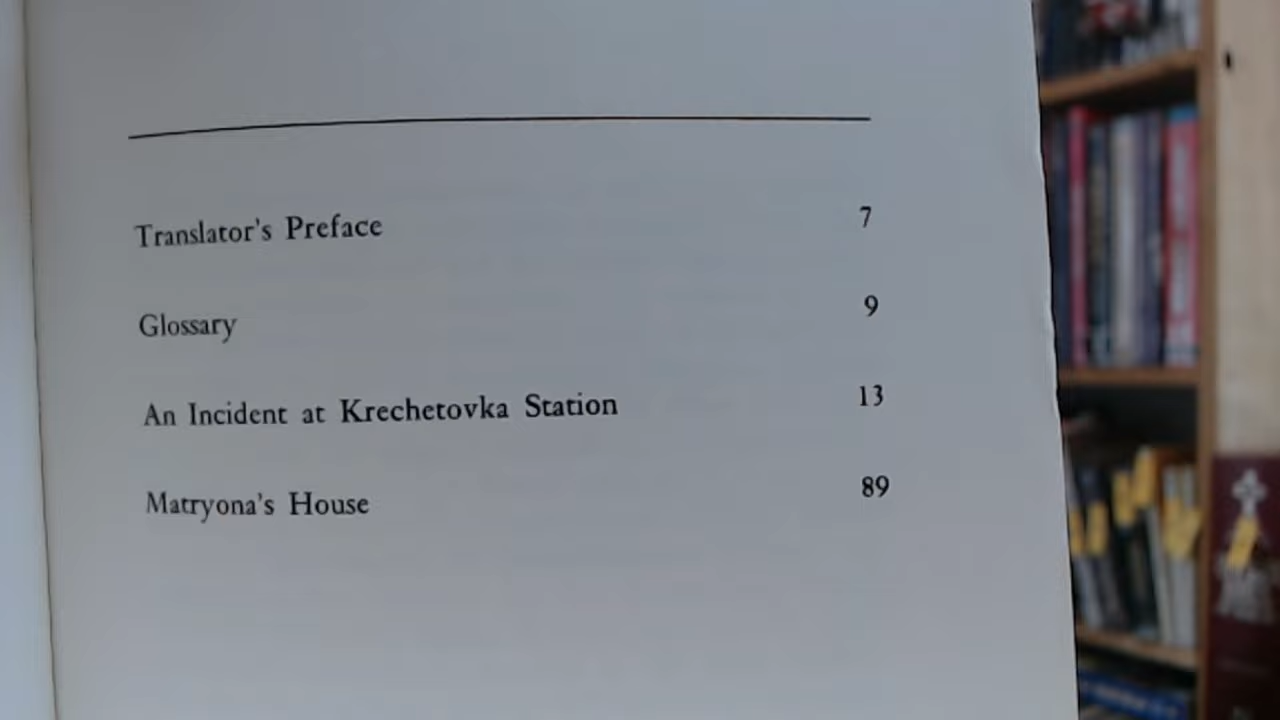 Translator's Preface 7
Glossary 9
An Incident at Krechetovka Station 13
Matryona's House 89